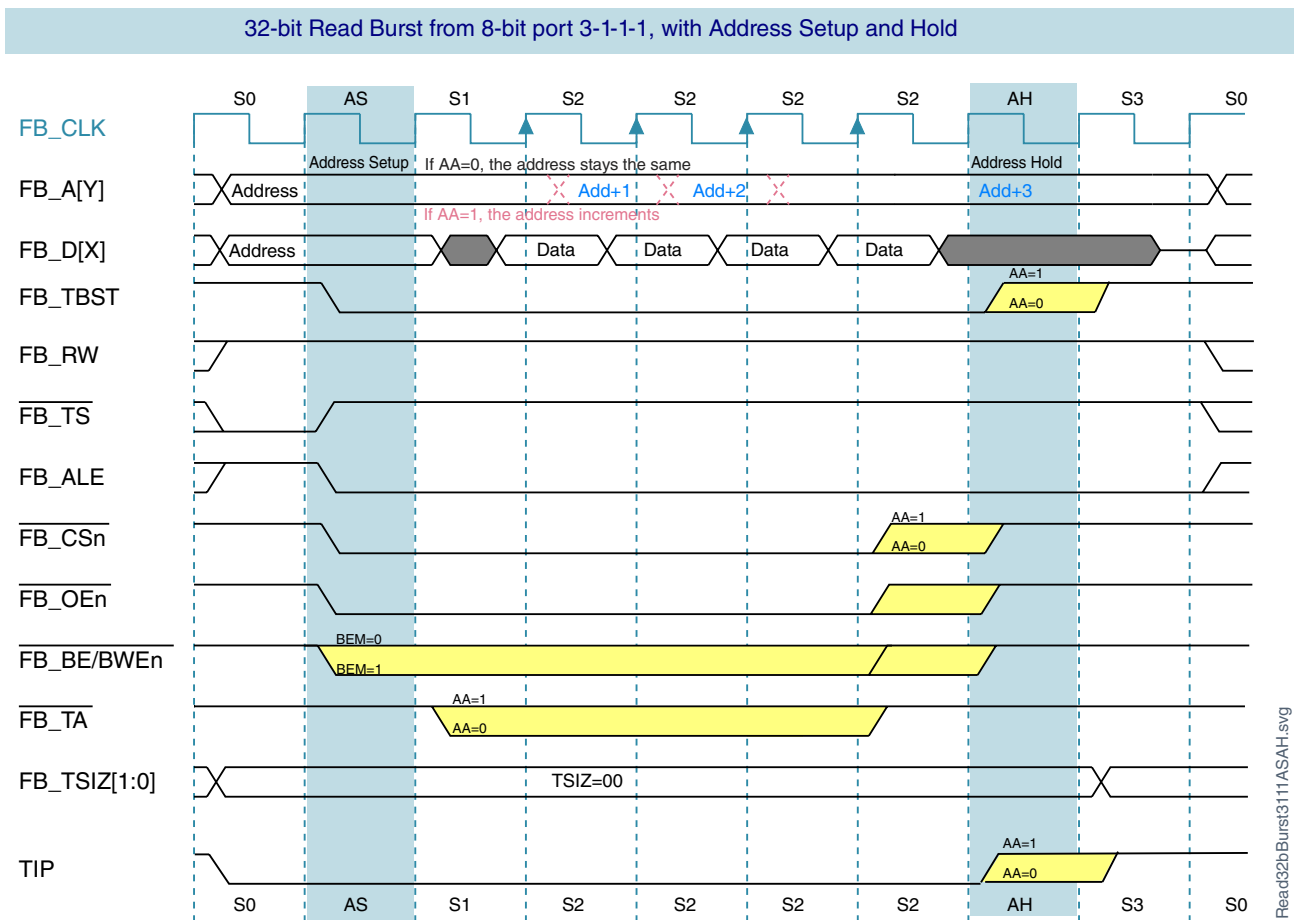 32-bit Read Burst from 8-bit port 3-1-1-1, with Address Setup and Hold
S0 AS S1 S2 S2 S2 S2 AH S3 S0
FB_CLK
Address Setup If AA=0, the address stays the same Address Hold
FB_A[Y] Address Add+1 Add+2 Add+3
If AA=1, the address increments
FB_D[X] Address Data Data Data Data
AA=1
FB_TBST AA=0
FB_RW
FB_TS
FB_ALE
AA=1
FB_CSn AA=0
FB_OEn
BEM=0
FB_BE/BWEn BEM=1
AA=1
FB_TA AA=0
FB_TSIZ[1:0] TSIZ=00
AA=1
TIP AA=0
S0 AS S1 S2 S2 S2 S2 AH S3 S0
Read32bBurst3111ASAH.svg